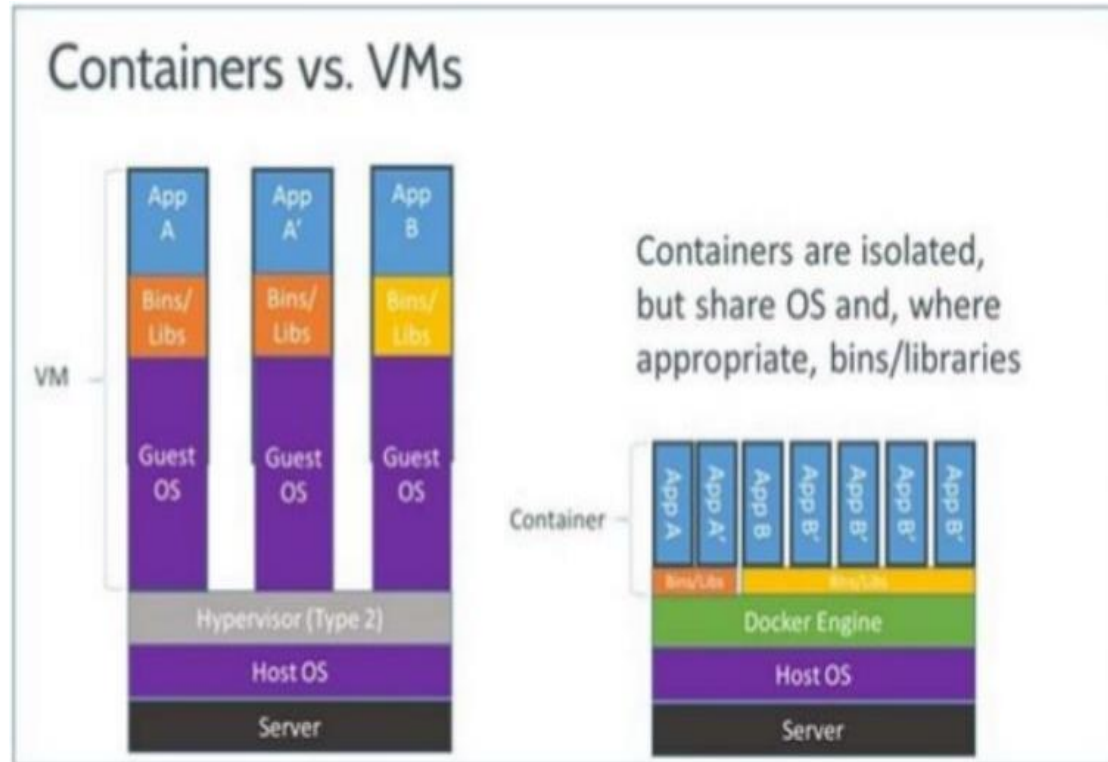 Containers vs. VMs
App
A
App
A'
App
B
Bins/
Libs
Bins/
Libs
Bins/
Libs
VM
Guest
OS
Guest
OS
Guest
OS
Hypervisor (Type 2)
Host OS
Server
Containers are isolated,
but share OS and, where
appropriate, bins/libraries
Container
App A
App A'
App B
App B'
App B'
App B'
App B'
Bins/Libs
Bins/Libs
Docker Engine
Host OS
Server